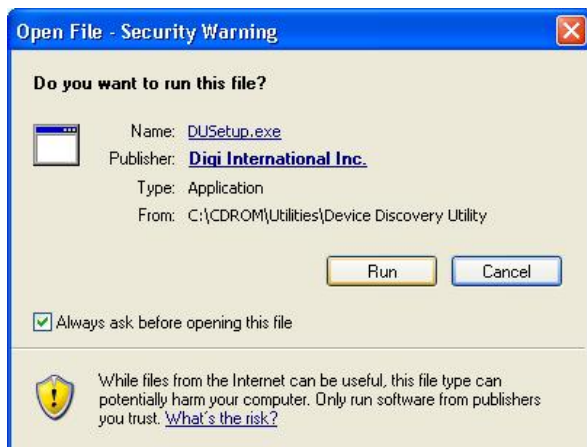 Open File - Security Warning
Do you want to run this file?
Name: DUSetup.exe
Publisher: Digi International Inc.
Type: Application
From: C:\CDROM\Utilities\Device Discovery Utility
Run Cancel
Always ask before opening this file
While files from the Internet can be useful, this file type can
potentially harm your computer. Only run software from publishers
you trust. What's the risk?